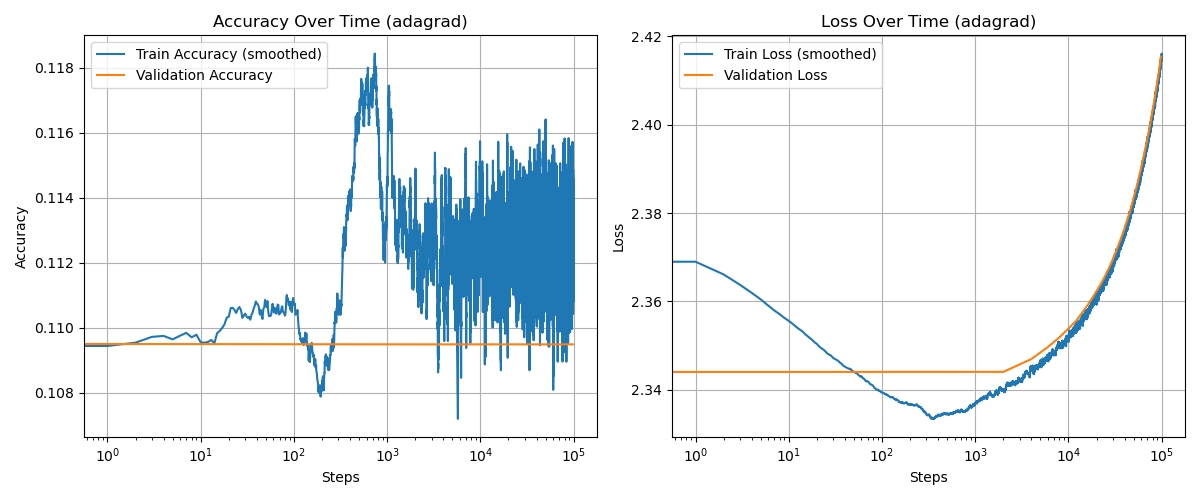 Accuracy Over Time (adagrad)
Train Accuracy (smoothed)
Validation Accuracy
0.118
0.116
0.114
0.112
0.110
0.108
Accuracy
10^0
10^1
10^2
10^3
10^4
10^5
Steps
Loss Over Time (adagrad)
Train Loss (smoothed)
Validation Loss
2.42
2.40
2.38
2.36
2.34
Loss
10^0
10^1
10^2
10^3
10^4
10^5
Steps